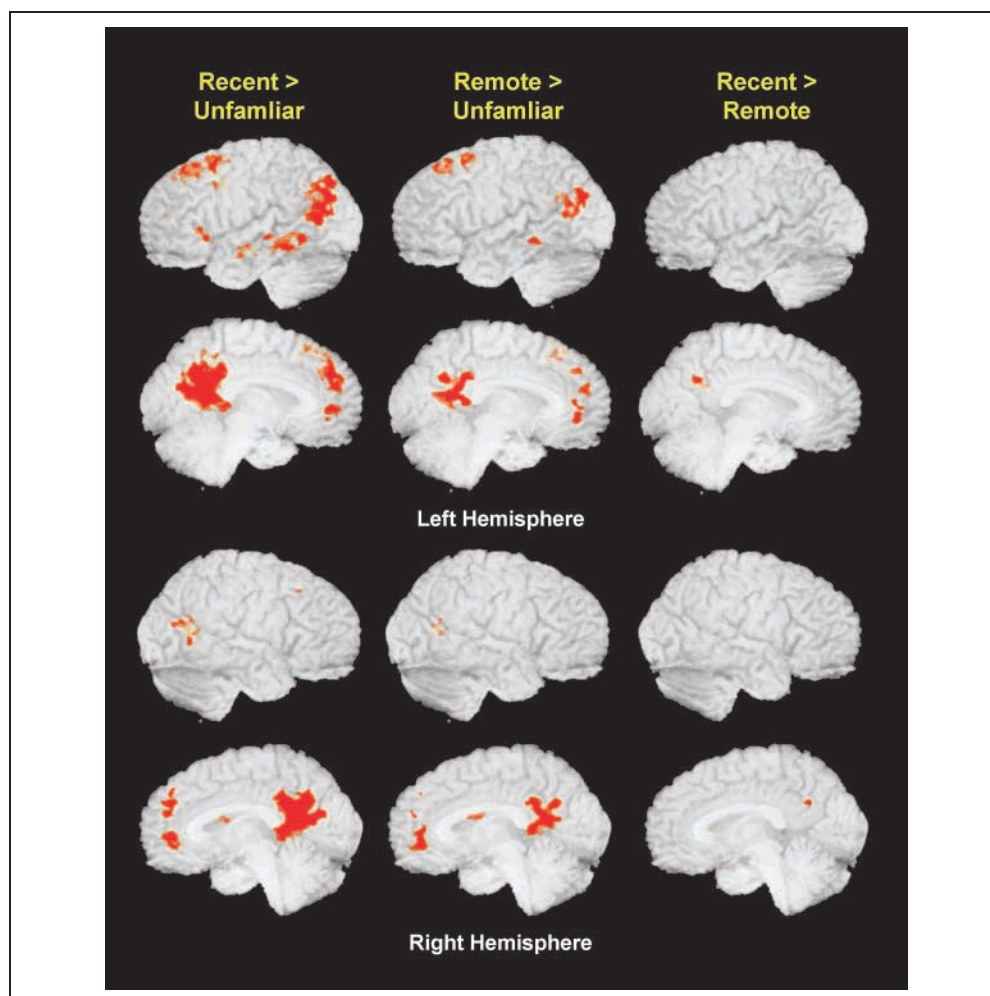 Recent >
Unfamliar
Remote >
Unfamliar
Recent >
Remote
Left Hemisphere
Right Hemisphere